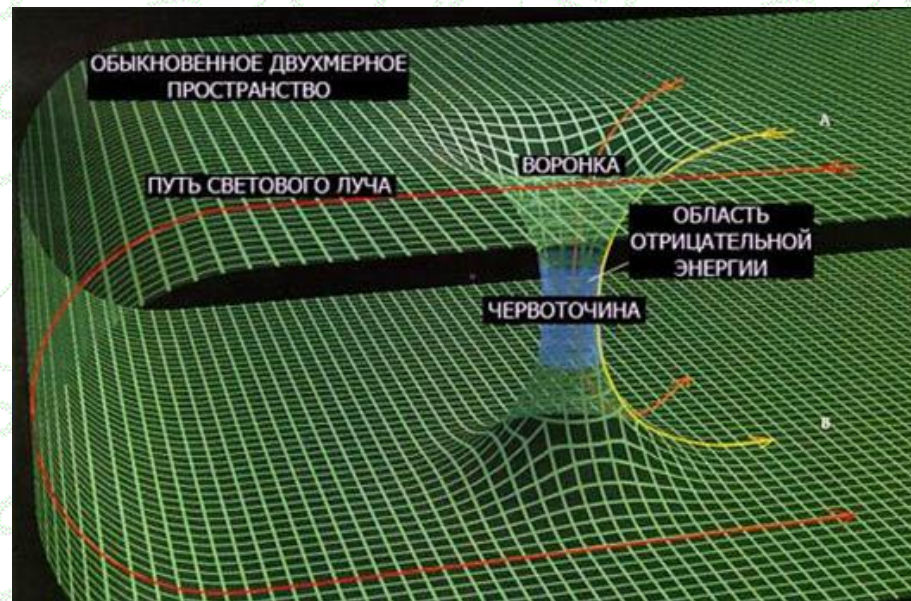 ОБЫКНОВЕННОЕ ДВУХМЕРНОЕ
ПРОСТРАНСТВО
A
ВОРОНКА
ПУТЬ СВЕТОВОГО ЛУЧА
ОБЛАСТЬ
ОТРИЦАТЕЛЬНОЙ
ЭНЕРГИИ
ЧЕРВОТОЧИНА
B